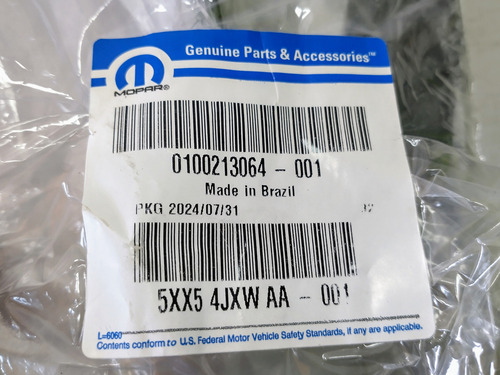 Genuine Parts & Accessories™
MOPAR®
0100213064 - 001
Made in Brazil
PKG 2024/07/31
5XX5 4JXW AA - 001
L=6060
Contents conform to U.S. Federal Motor Vehicle Safety Standards, if any are applicable.